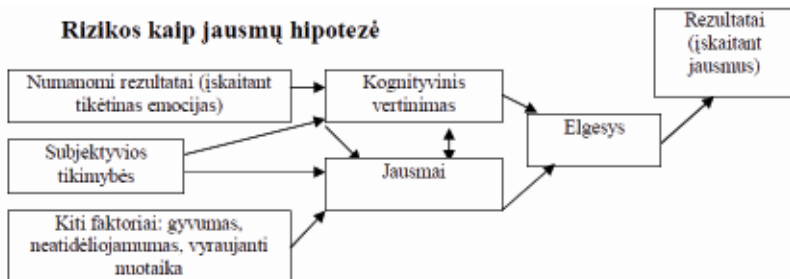 Rizikos kaip jausmų hipotezė
Rezultatai
(įskaitant
jausmus)
Numanomi rezultatai (įskaitant
tikėtinas emocijas)
Kognityvinis
vertinimas
Elgesys
Subjektyvios
tikimybės
Jausmai
Kiti faktoriai: gyvumas,
neatidėliojamumas, vyraujanti
nuotaika